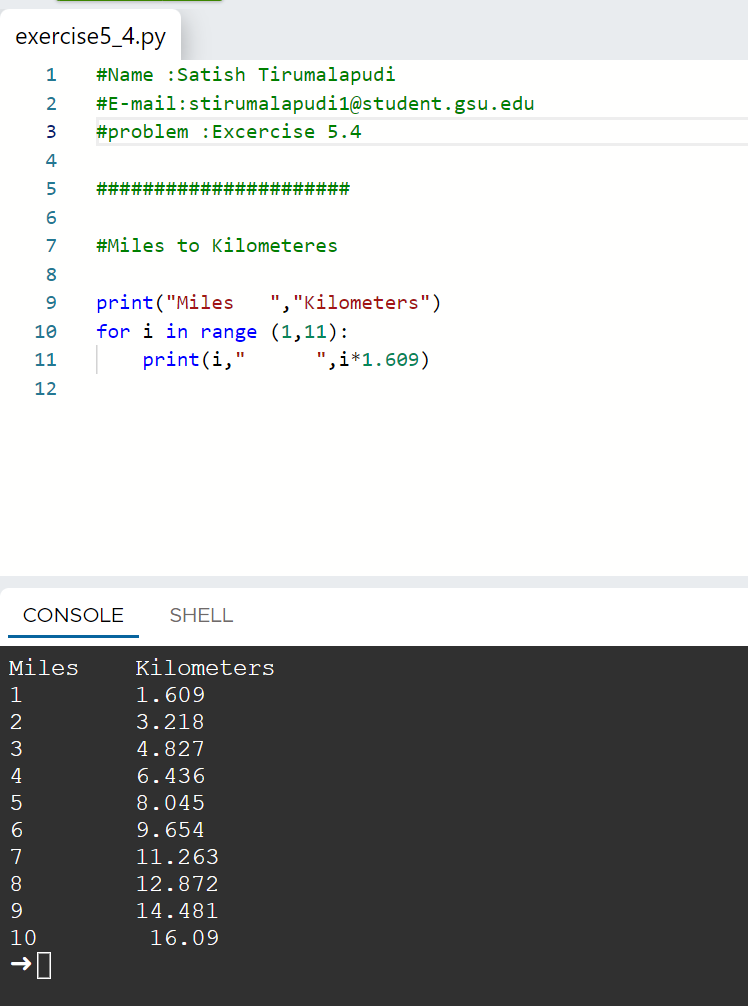 exercise5_4.py
1 #Name :Satish Tirumalapudi
2 #E-mail:stirumalapudi1@student.gsu.edu
3 #problem :Excercise 5.4
4
5 ######################
6
7 #Miles to Kilometeres
8
9 print("Miles   ","Kilometers")
10 for i in range (1,11):
11     print(i,"      ",i*1.609)
12
CONSOLE SHELL
Miles    Kilometers
1        1.609
2        3.218
3        4.827
4        6.436
5        8.045
6        9.654
7        11.263
8        12.872
9        14.481
10        16.09
➜